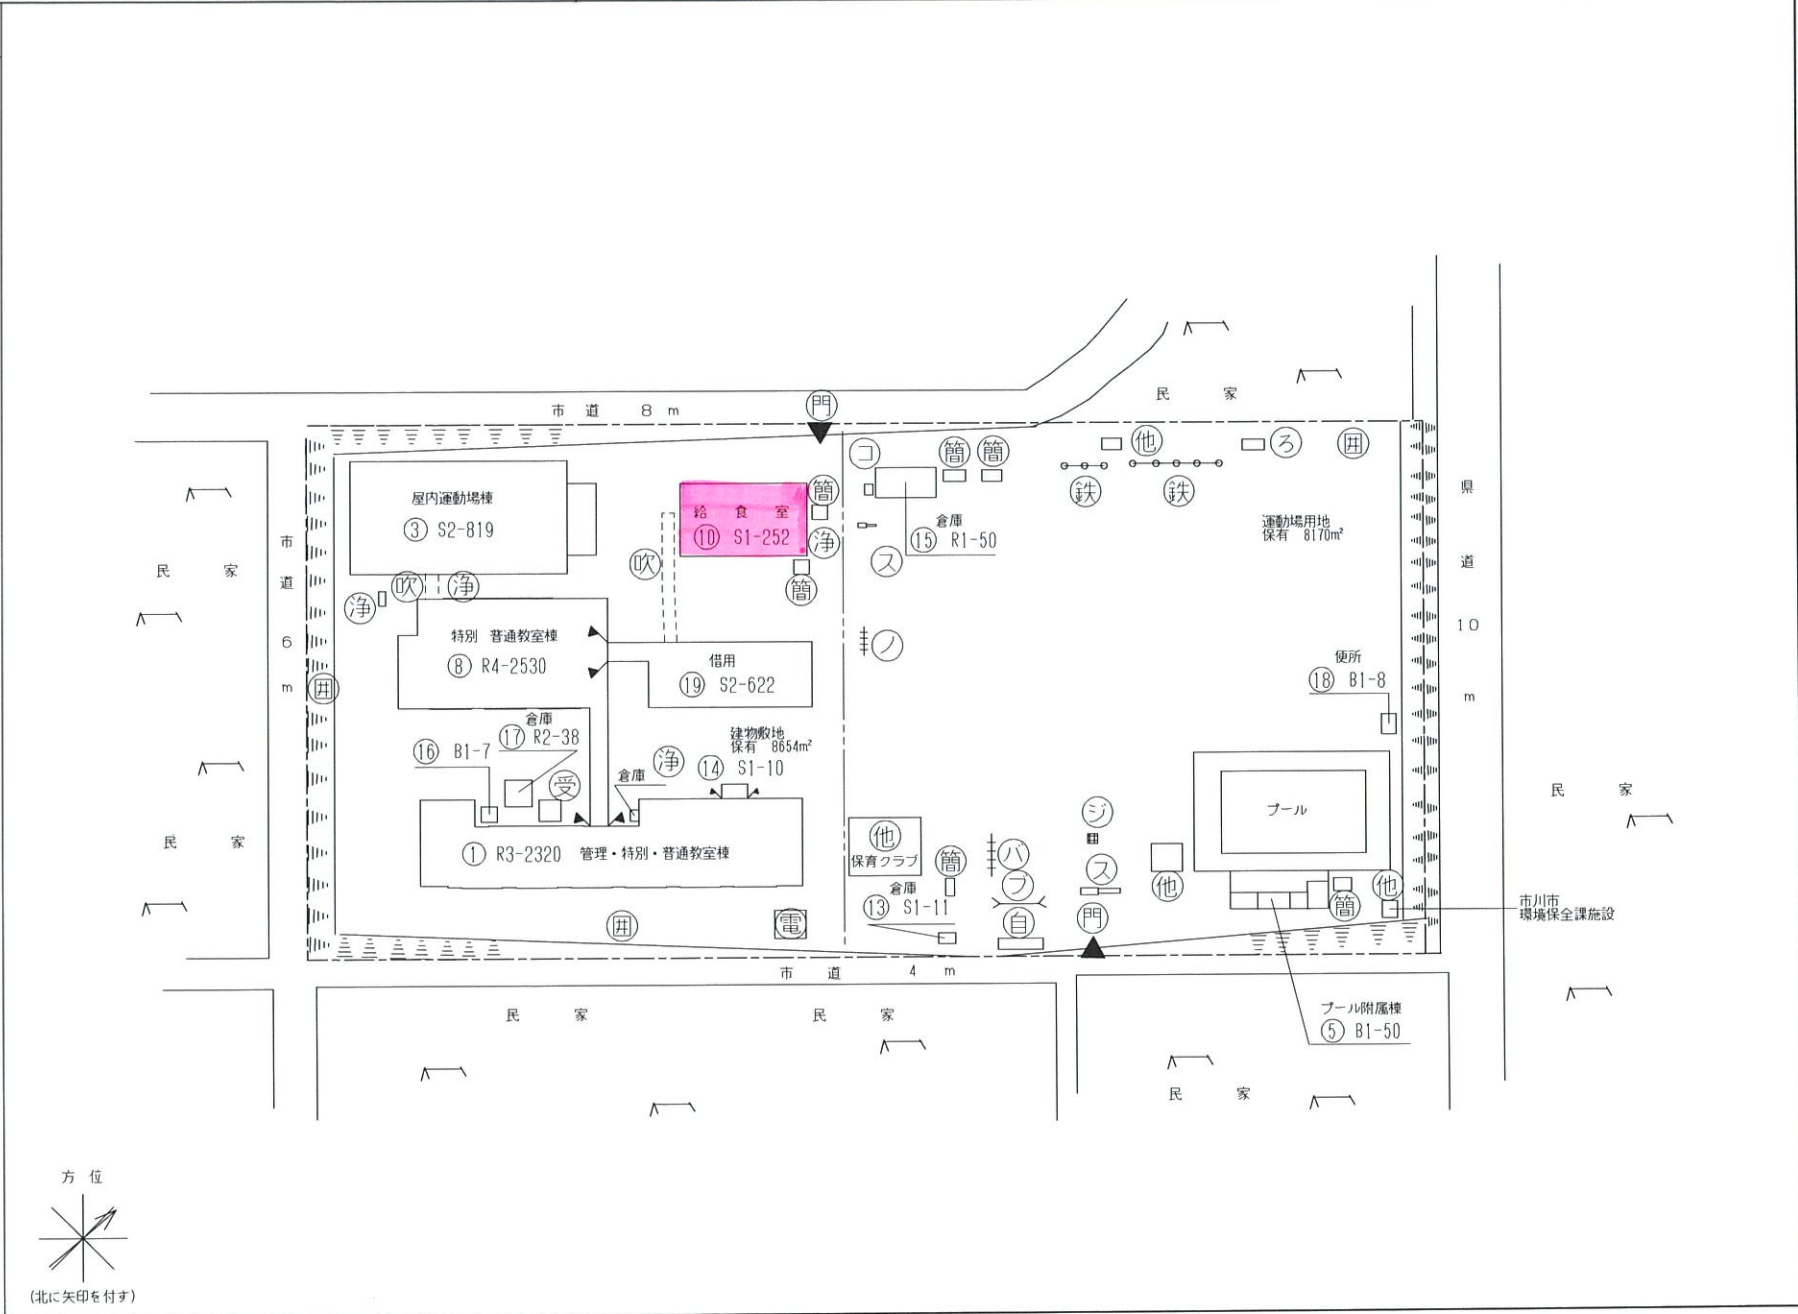 民 家
市 道 8 m
門
民 家
コ
簡
簡
他
ろ
囲
屋内運動場棟
③ S2-819
給 食 室
⑩ S1-252
簡
浄
簡
倉庫
⑮ R1-50
鉄
鉄
運動場用地
保有 8170m²
県 道 10 m
市 道 6 m
民 家
吹
ス
吹
浄
浄
特別 普通教室棟
⑧ R4-2530
借用
⑲ S2-622
ノ
便所
⑱ B1-8
囲
倉庫
⑰ R2-38
⑯ B1-7
建物敷地
保有 8654m²
浄
⑭ S1-10
倉庫
受
民 家
民 家
プール
ジ
① R3-2320 管理・特別・普通教室棟
他
保育クラブ
簡
バ
ブ
ス
他
簡
他
倉庫
⑬ S1-11
自
門
囲
電
市川市
環境保全課施設
市 道 4 m
民 家
民 家
プール附属棟
⑤ B1-50
民 家
方 位
(北に矢印を付す)